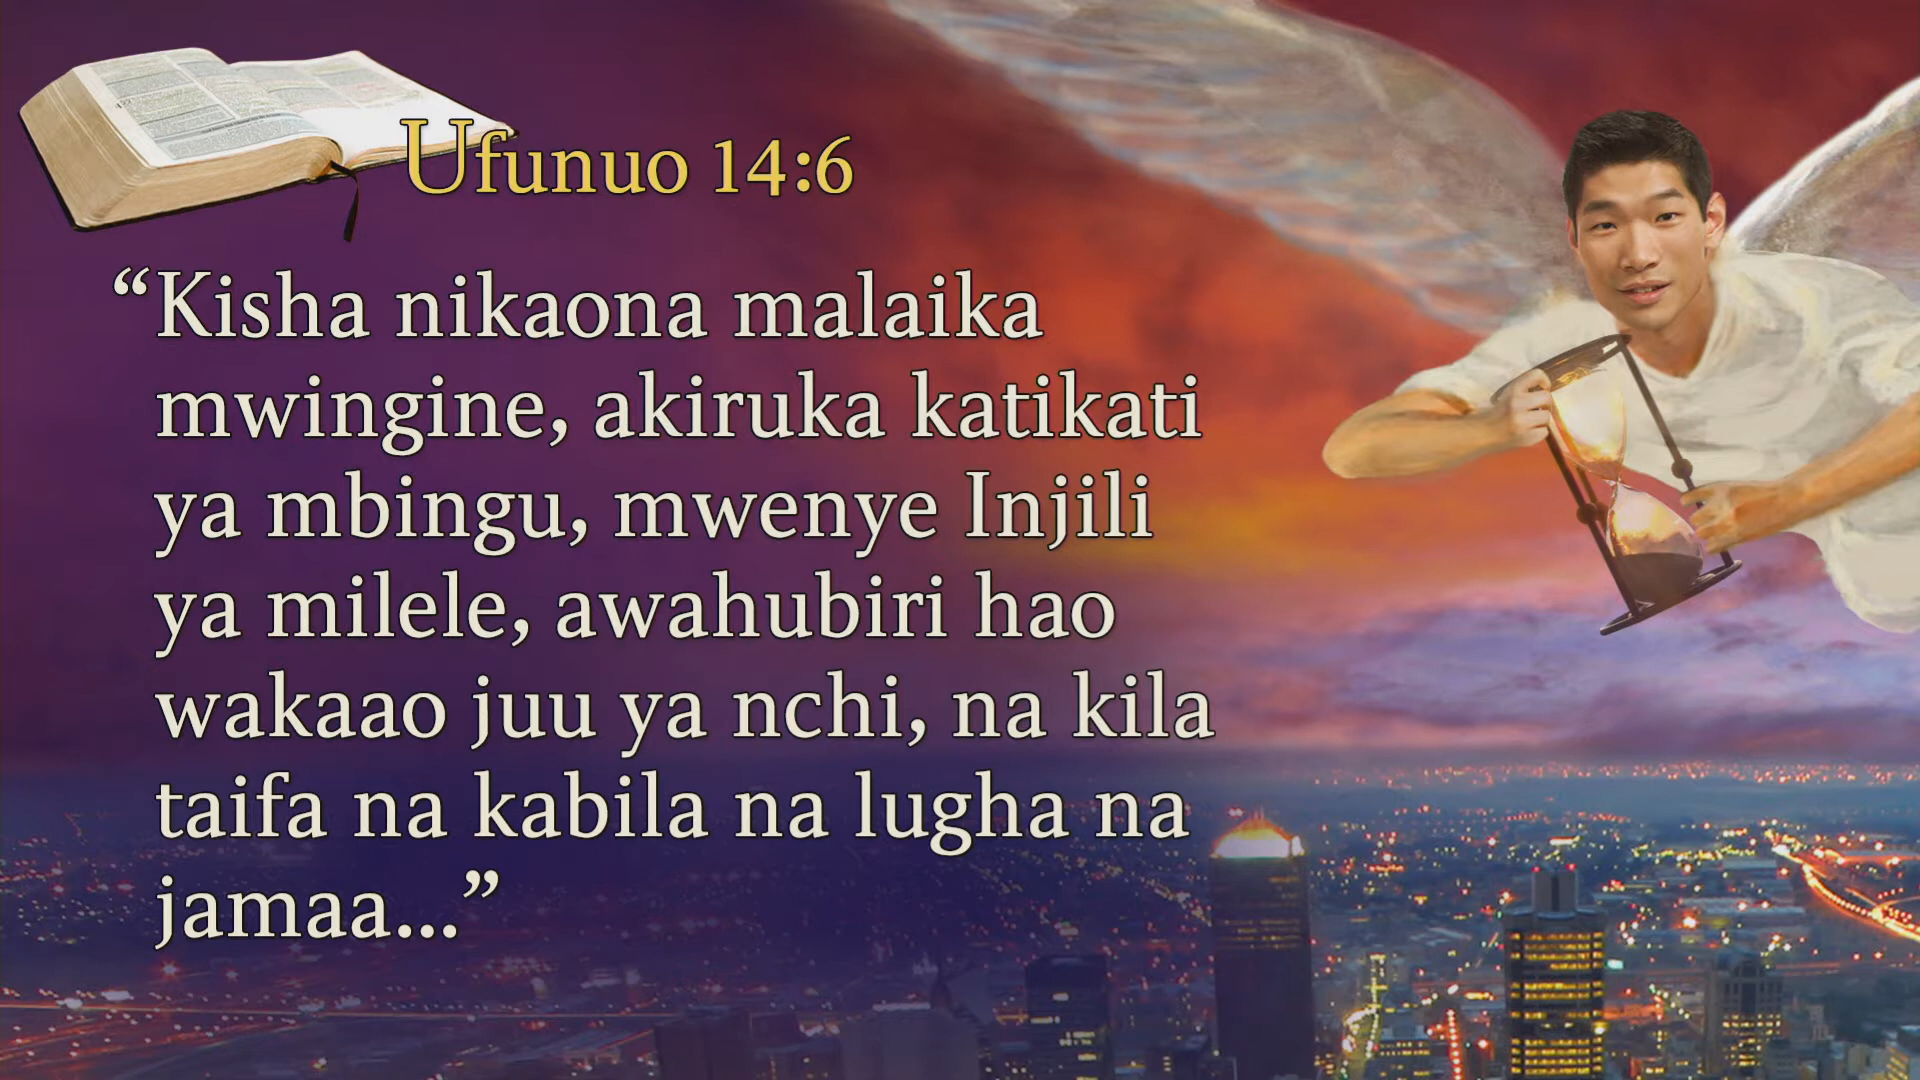 Ufunuo 14:6
“Kisha nikaona malaika
mwingine, akiruka katikati
ya mbingu, mwenye Injili
ya milele, awahubiri hao
wakaao juu ya nchi, na kila
taifa na kabila na lugha na
jamaa...”